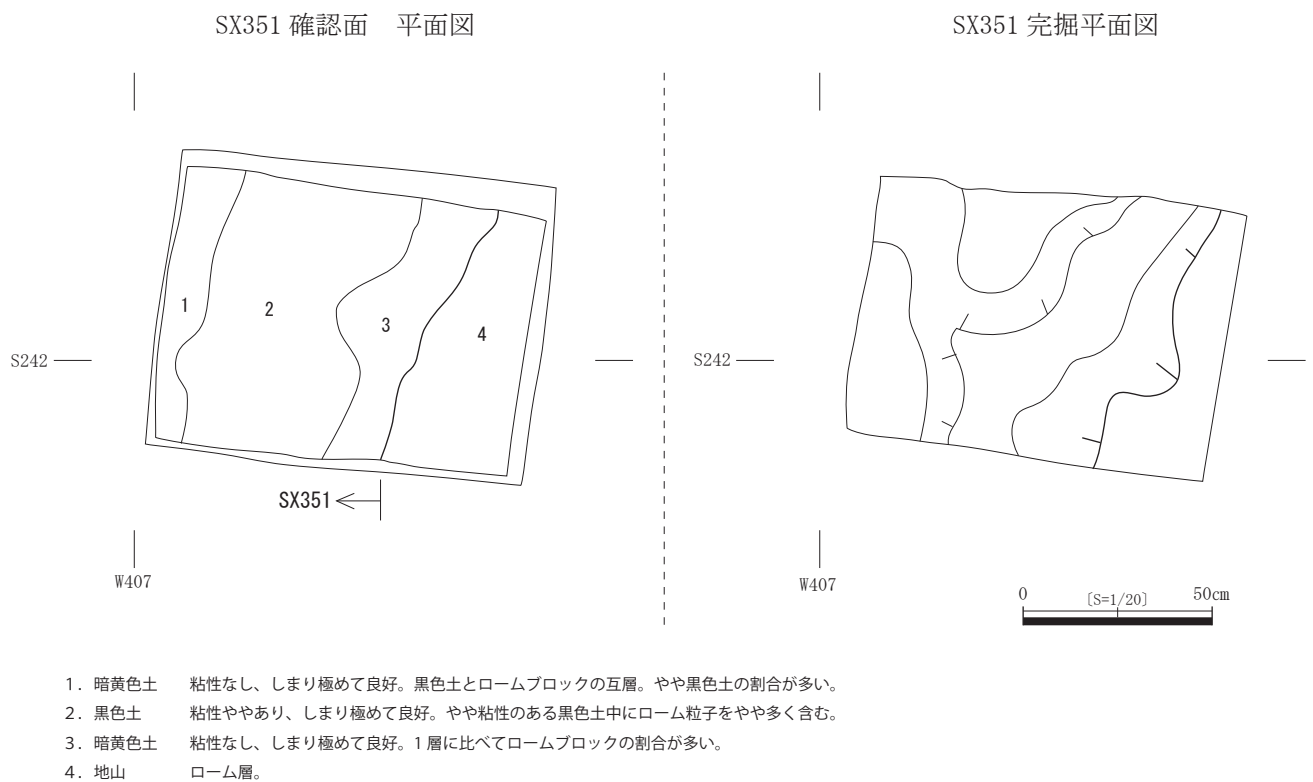 SX351 確認面　平面図
SX351 完掘平面図
1
2
3
4
S242
S242
SX351
W407
W407
0
〔S=1/20〕
50cm
1. 暗黄色土　粘性なし、しまり極めて良好。黒色土とロームブロックの互層。やや黒色土の割合が多い。
2. 黒色土　粘性ややあり、しまり極めて良好。やや粘性のある黒色土中にローム粒子をやや多く含む。
3. 暗黄色土　粘性なし、しまり極めて良好。1 層に比べてロームブロックの割合が多い。
4. 地山　ローム層。